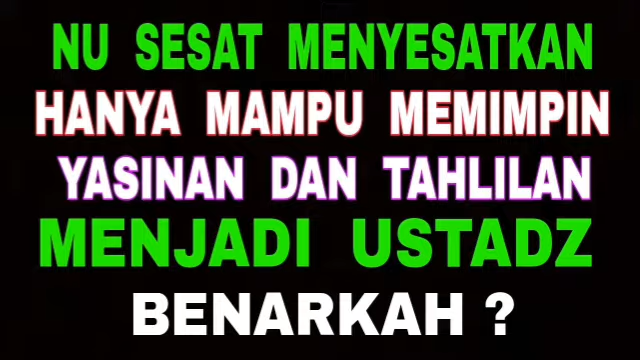 NU SESAT MENYESATKAN
HANYA MAMPU MEMIMPIN
YASINAN DAN TAHLILAN
MENJADI USTADZ
BENARKAH ?